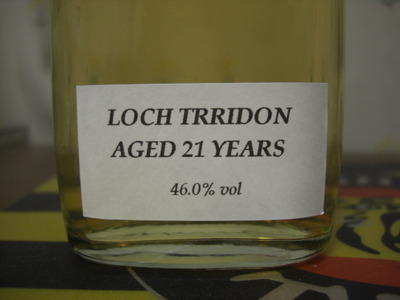 LOCH TRRIDON
AGED 21 YEARS
46.0% vol